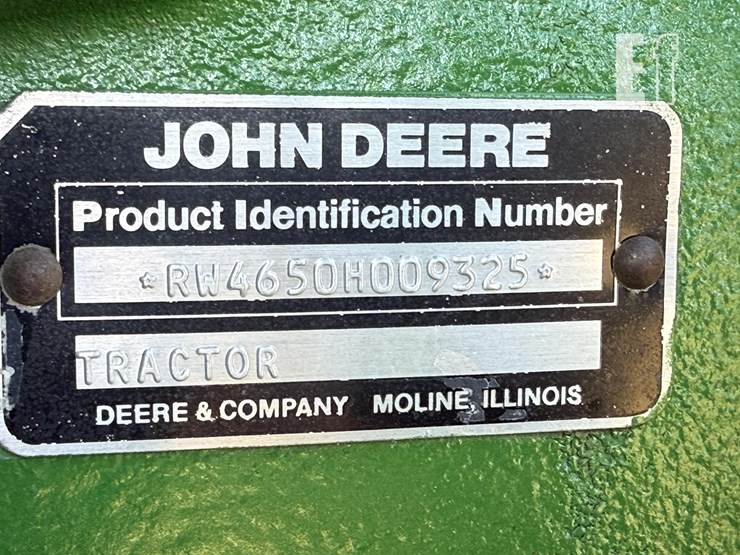 JOHN DEERE
Product Identification Number
*RW4650H009325*
TRACTOR
DEERE & COMPANY MOLINE, ILLINOIS